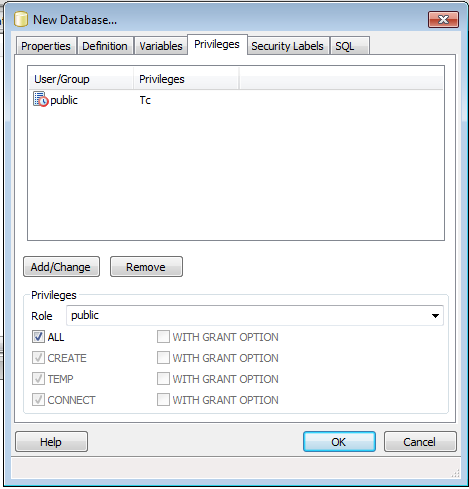 New Database...
Properties Definition Variables Privileges Security Labels SQL
User/Group Privileges
public Tc
Add/Change Remove
Privileges
Role public
ALL WITH GRANT OPTION
CREATE WITH GRANT OPTION
TEMP WITH GRANT OPTION
CONNECT WITH GRANT OPTION
Help OK Cancel